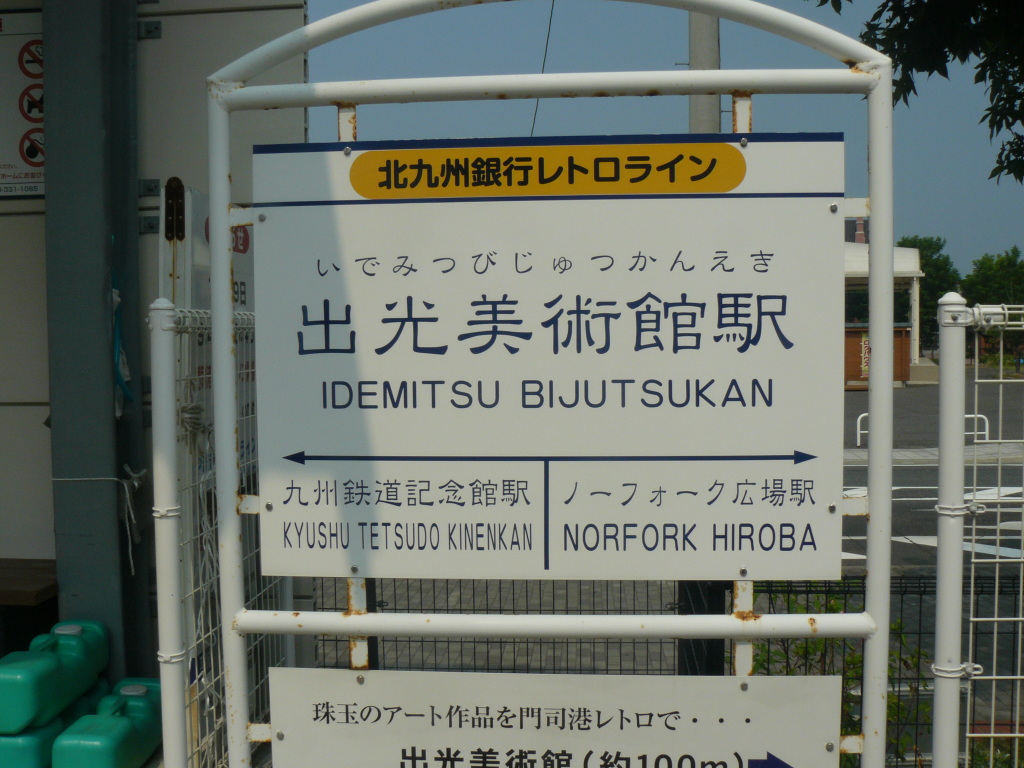 北九州銀行レトロライン
いでみつびじゅつかんえき
出光美術館駅
IDEMITSU BIJUTSUKAN
九州鉄道記念館駅
KYUSHU TETSUDO KINENKAN
ノーフォーク広場駅
NORFORK HIROBA
珠玉のアート作品を門司港レトロで・・・
出光美術館(約100m)